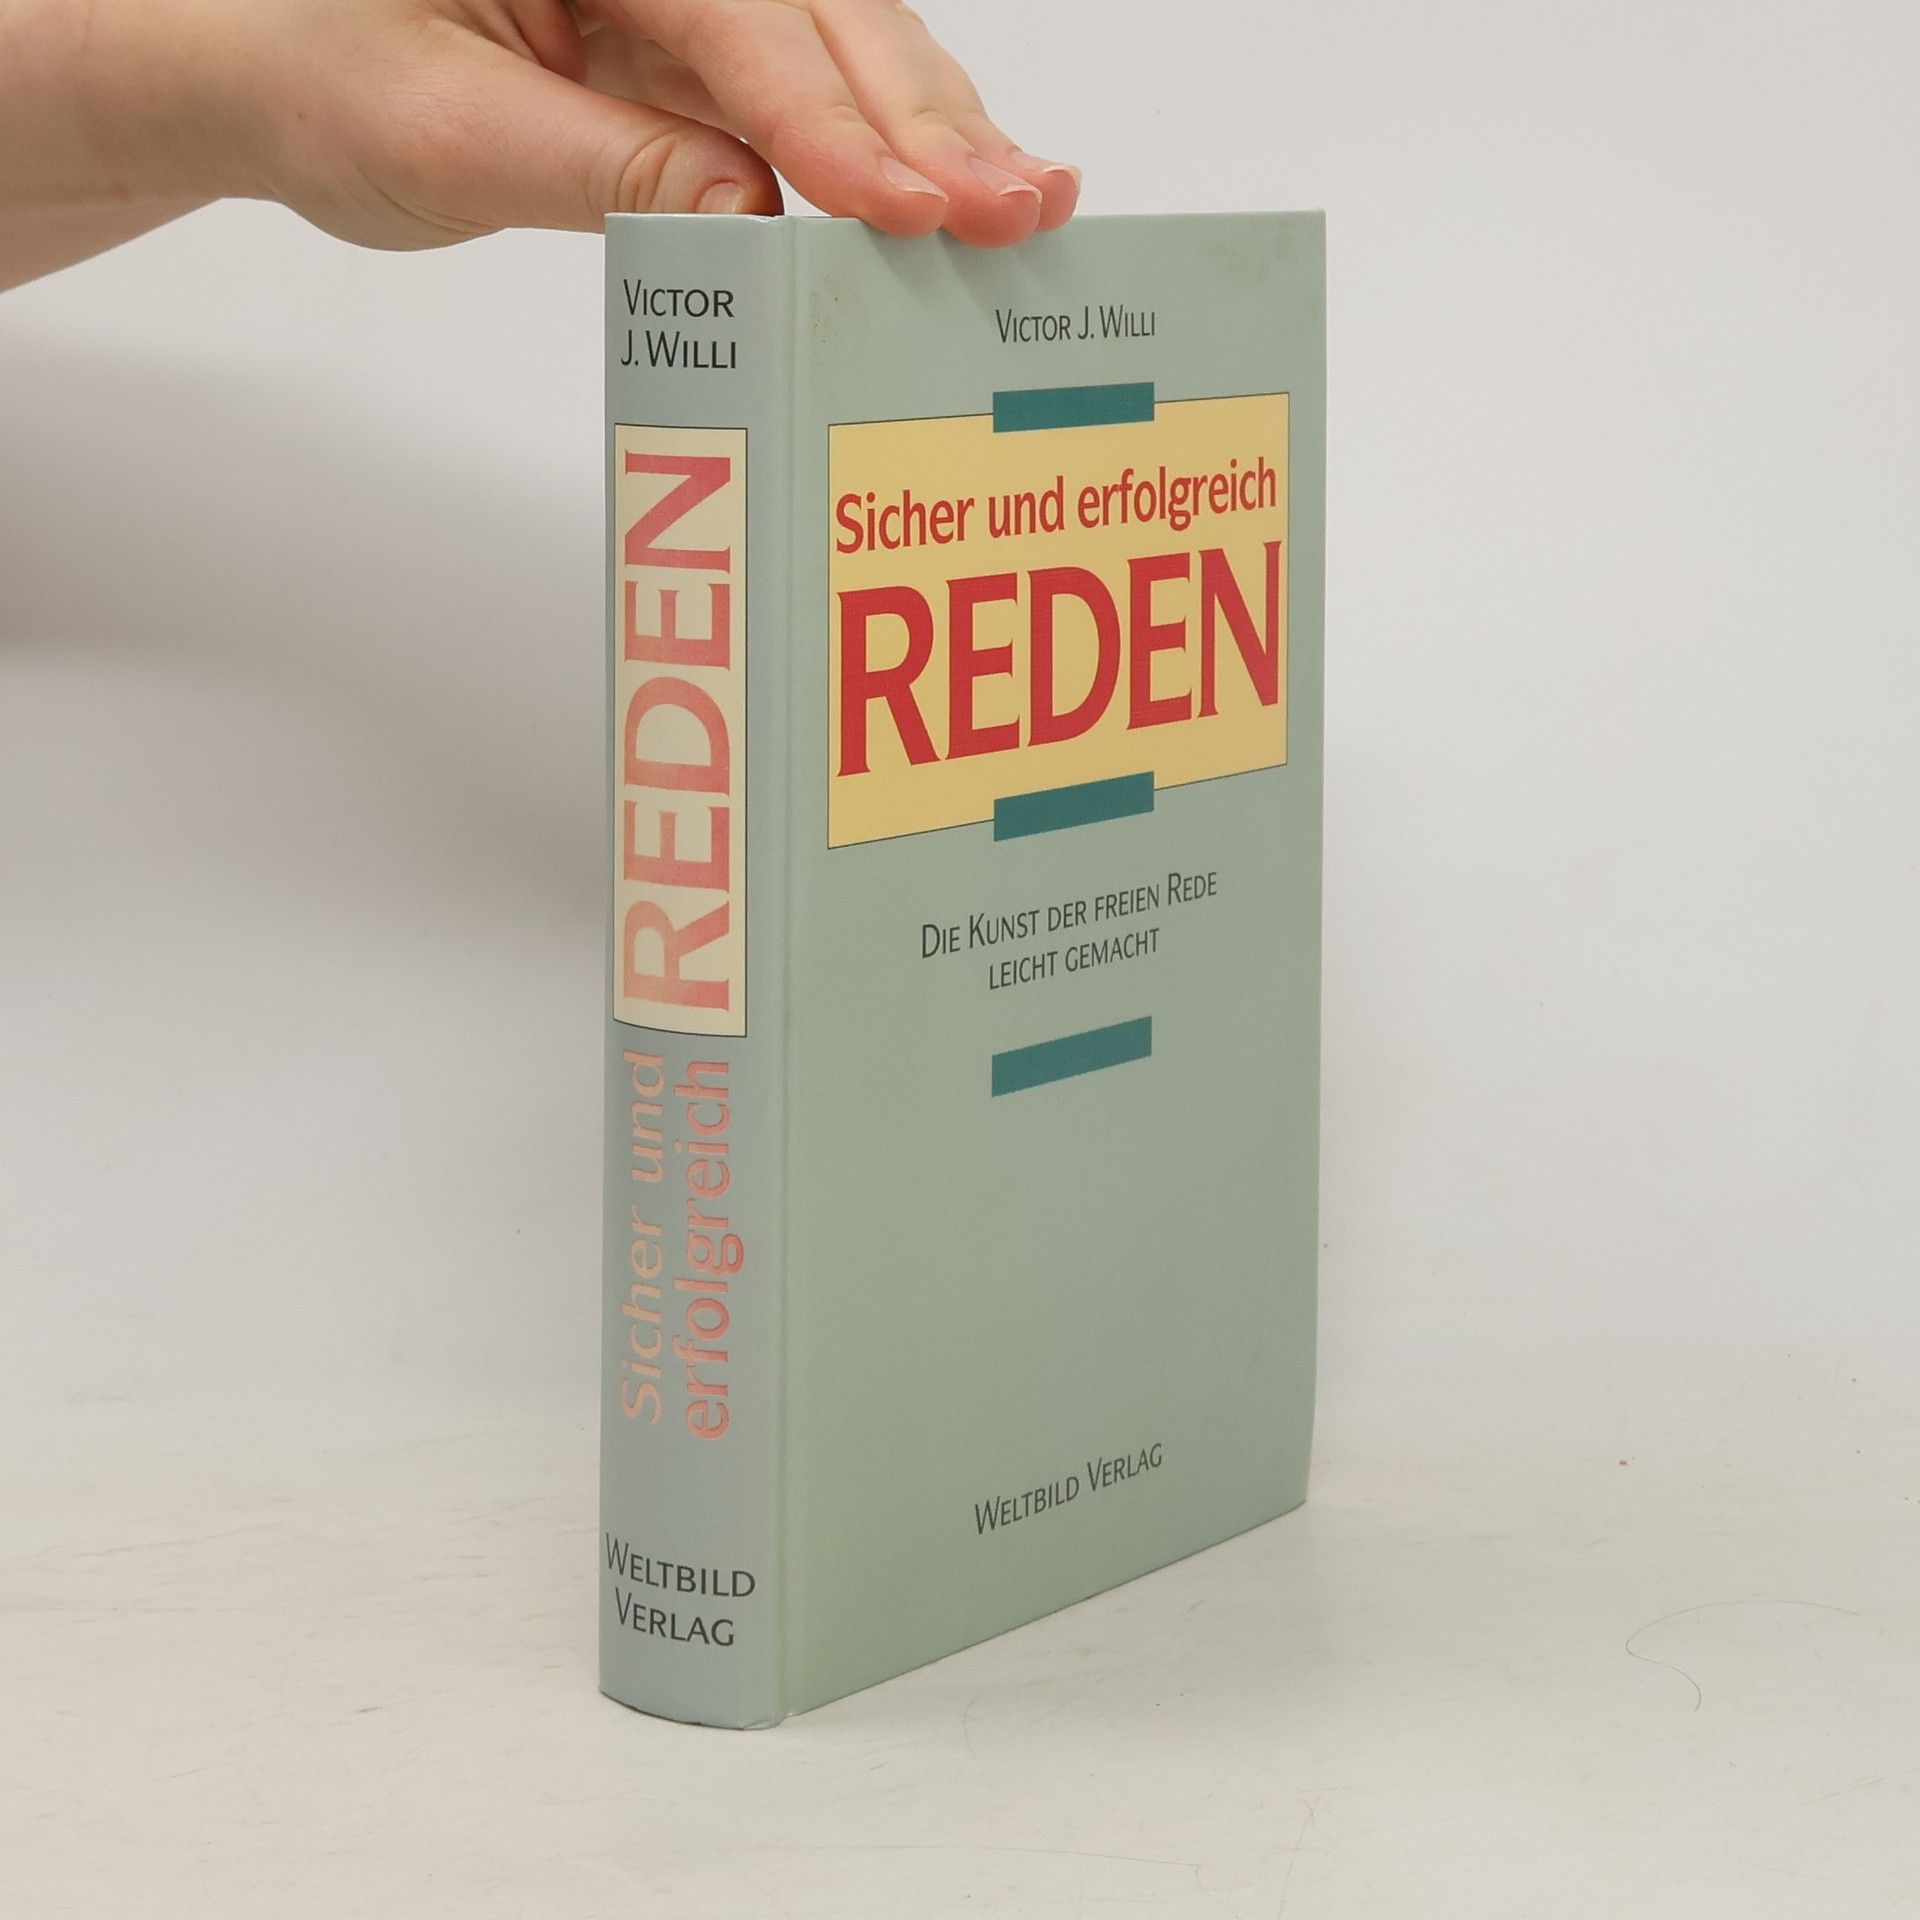 VICTOR
J. WILLI
REDEN
Sicher und
erfolgreich
WELTBILD
VERLAG
VICTOR J. WILLI
Sicher und erfolgreich
REDEN
DIE KUNST DER FREIEN REDE
LEICHT GEMACHT
WELTBILD VERLAG